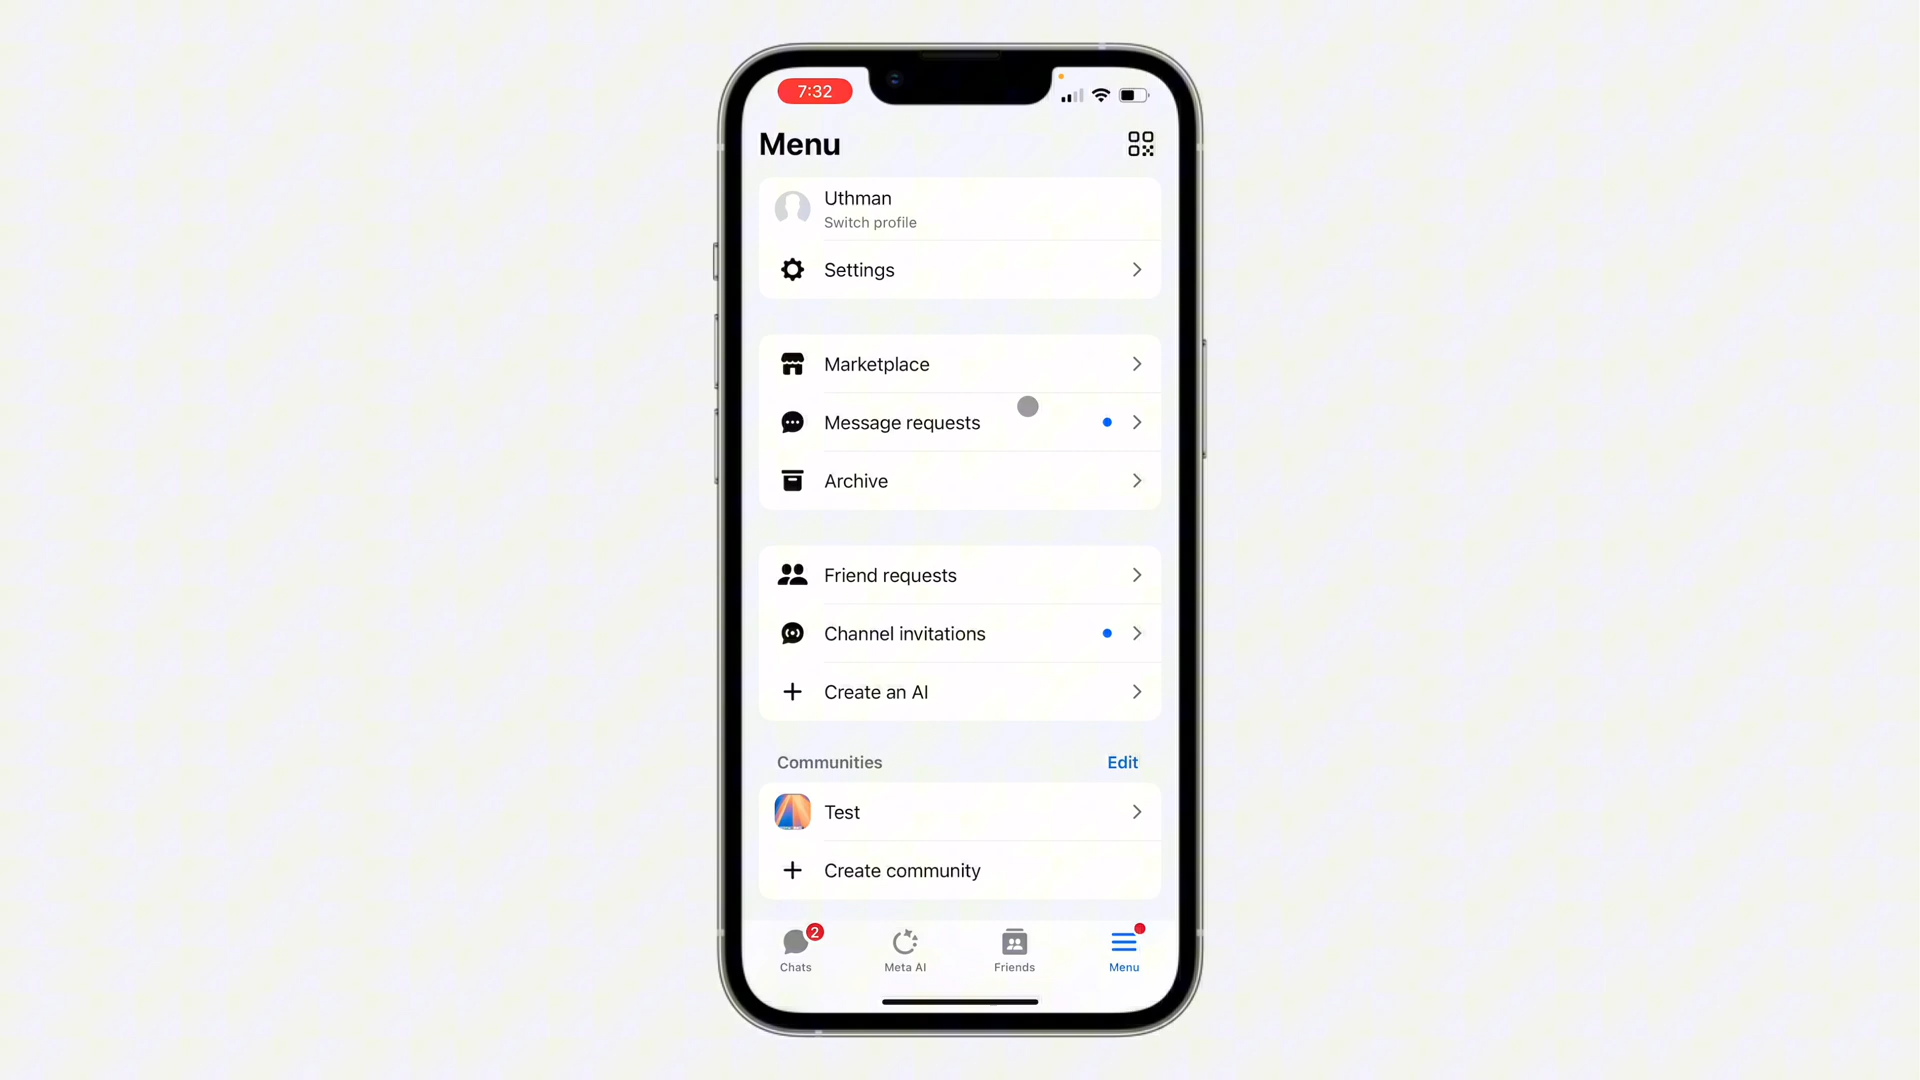 7:32
Menu
Uthman
Switch profile
Settings
Marketplace
Message requests
Archive
Friend requests
Channel invitations
Create an AI
Communities
Edit
Test
Create community
2
Chats
Meta AI
Friends
Menu